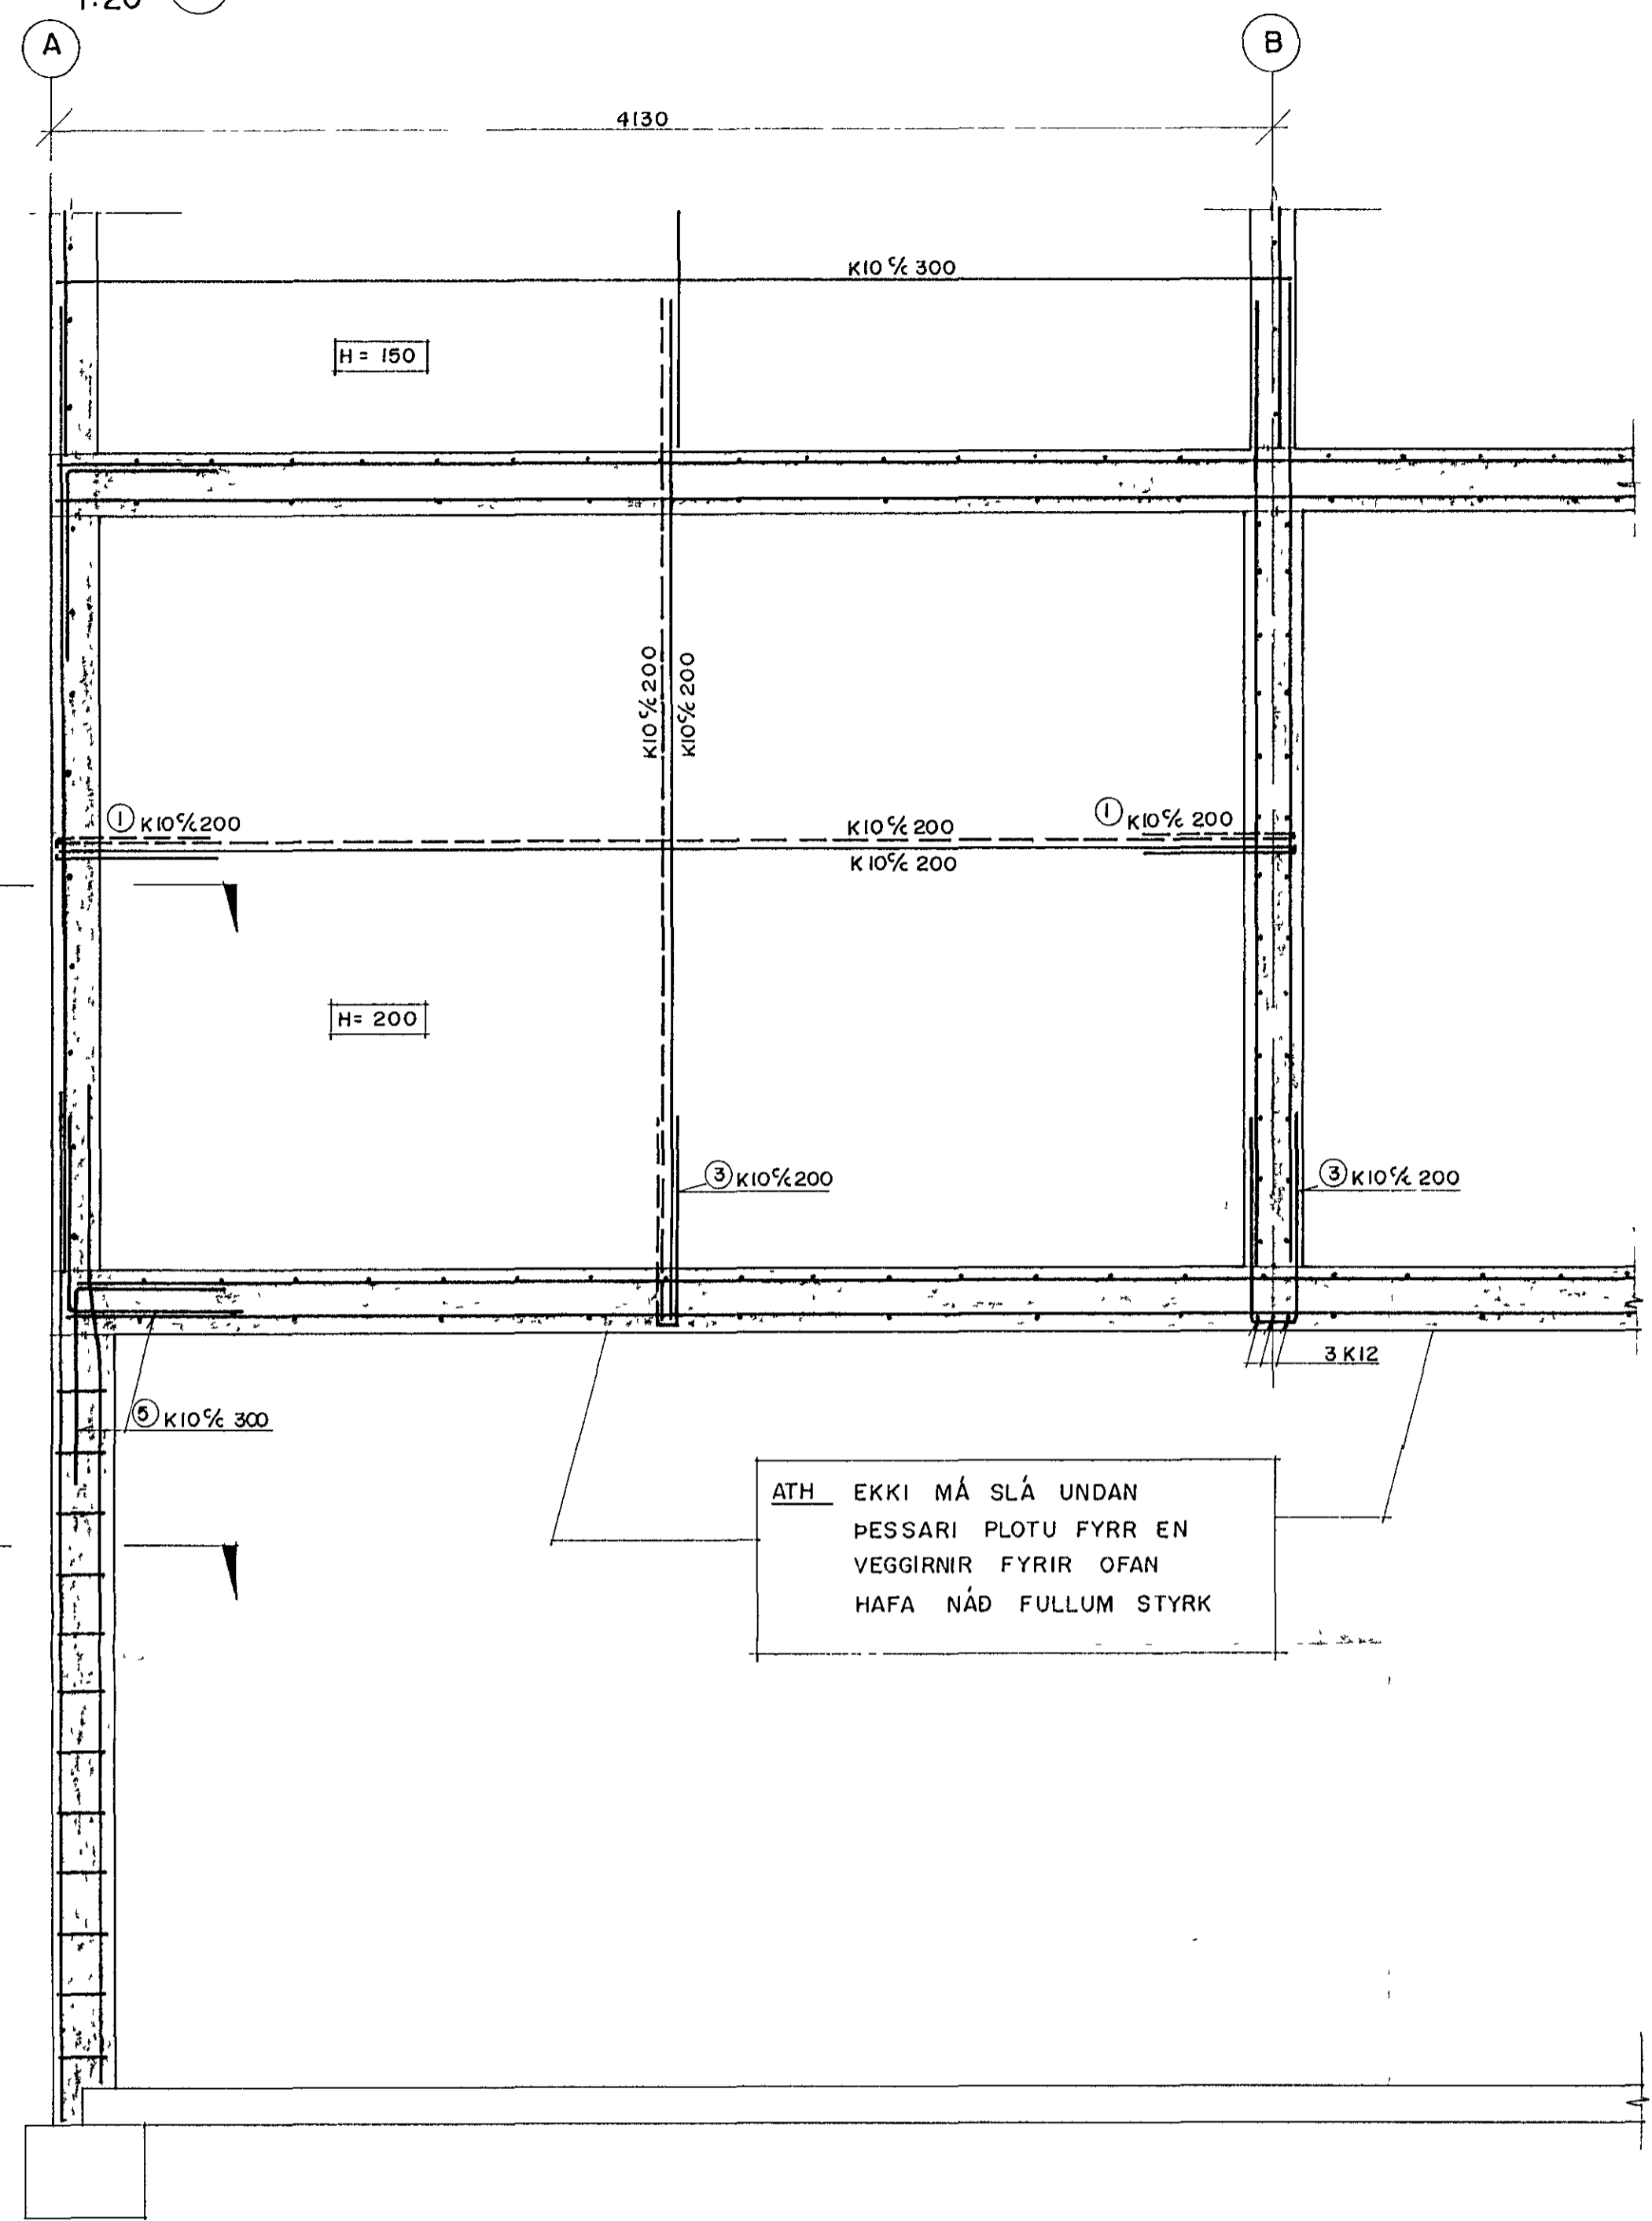 1:20
A
B
4130
K10 c/c 300
H = 150
K10 c/c 200
K10 c/c 200
① K10 c/c 200
K10 c/c 200
① K10 c/c 200
K10 c/c 200
H= 200
③ K10 c/c 200
③ K10 c/c 200
3 K12
⑤ K10 c/c 300
ATH EKKI MÁ SLÁ UNDAN
ÞESSARI PLOTU FYRR EN
VEGGIRNIR FYRIR OFAN
HAFA NÁÐ FULLUM STYRK